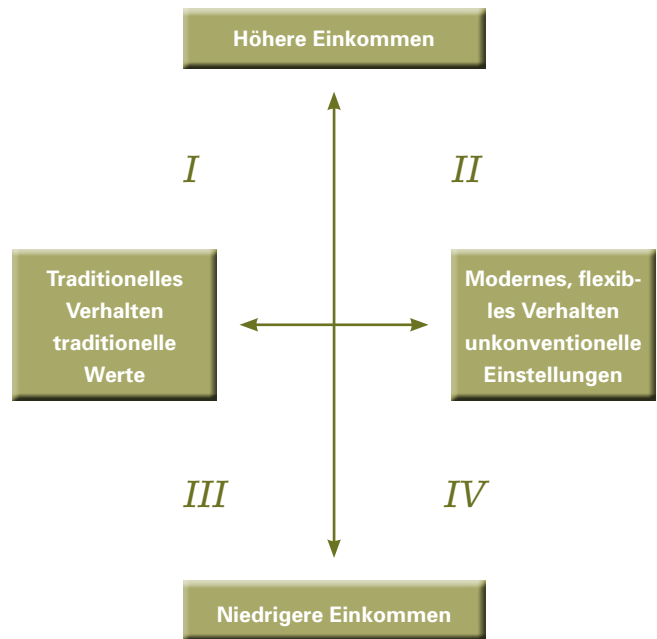 Höhere Einkommen
I
II
Traditionelles
Verhalten
traditionelle
Werte
Modernes, flexib-
les Verhalten
unkonventionelle
Einstellungen
III
IV
Niedrigere Einkommen